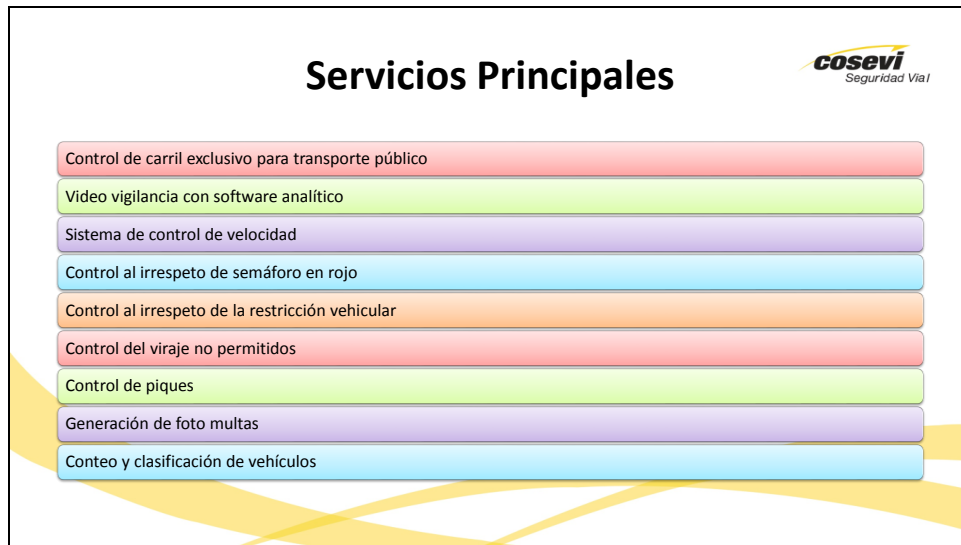 Servicios Principales
cosevi
Seguridad Vial
Control de carril exclusivo para transporte público
Video vigilancia con software analítico
Sistema de control de velocidad
Control al irrespeto de semáforo en rojo
Control al irrespeto de la restricción vehicular
Control del viraje no permitidos
Control de piques
Generación de foto multas
Conteo y clasificación de vehículos